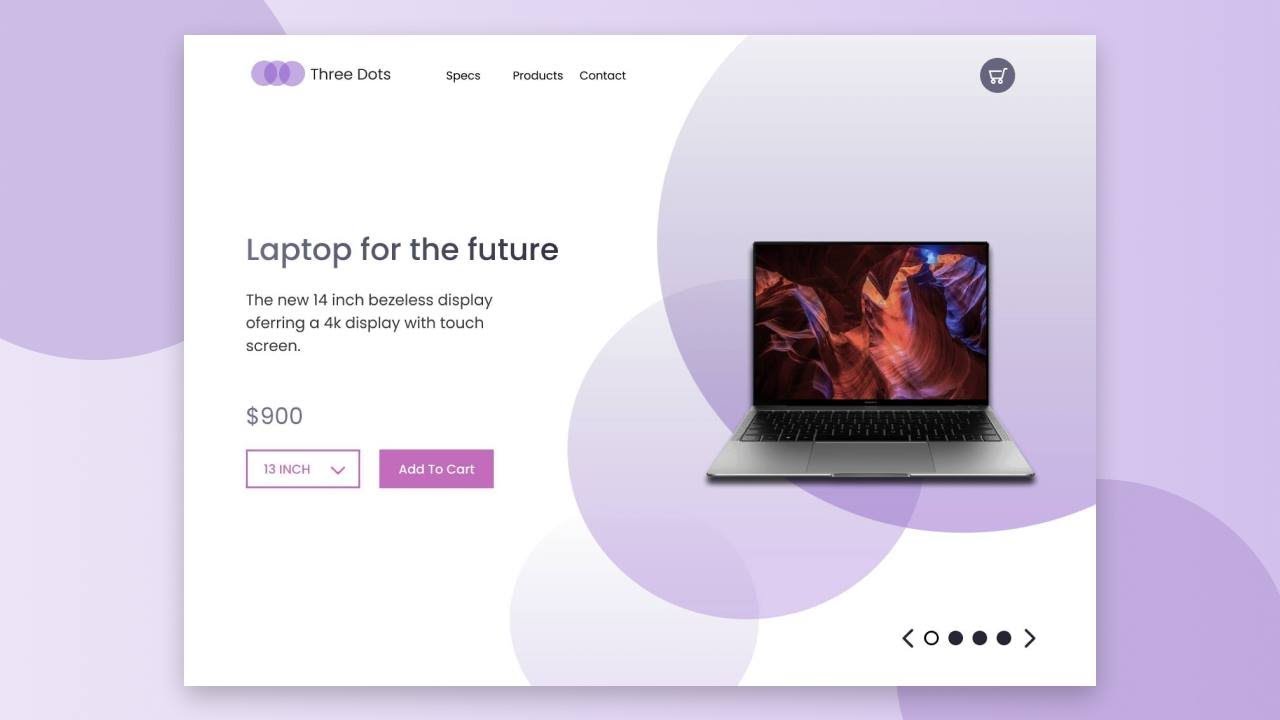 Three Dots
Specs
Products
Contact
Laptop for the future
The new 14 inch bezeless display
oferring a 4k display with touch
screen.
$900
13 INCH
Add To Cart